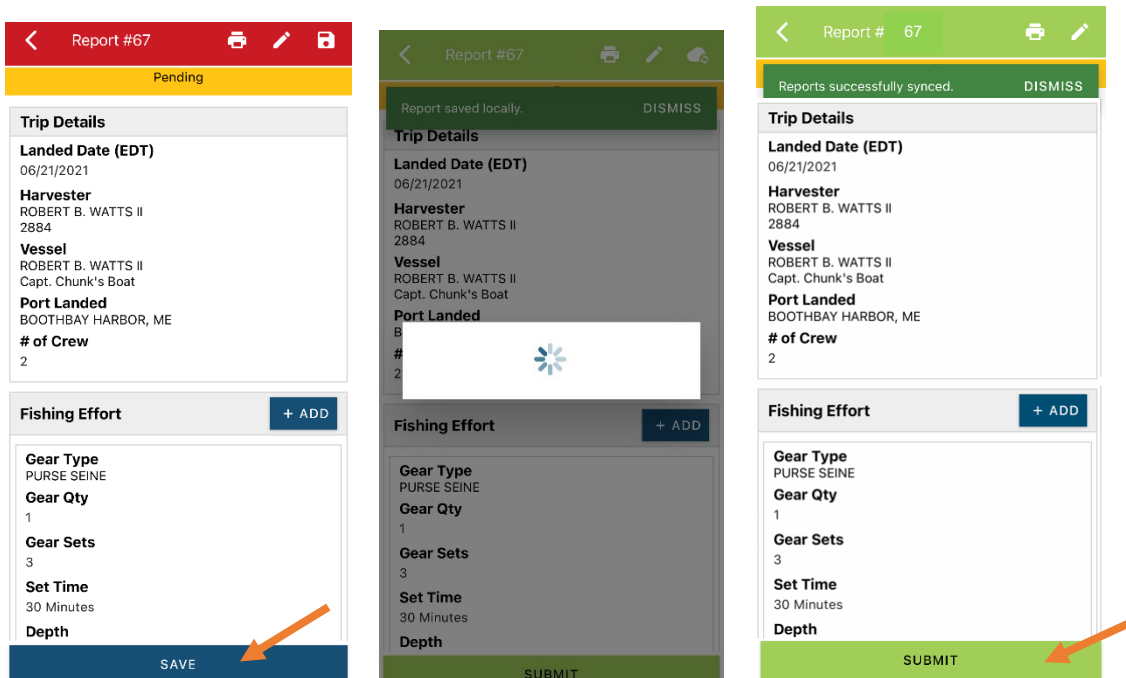 Report #67
Pending
Trip Details
Landed Date (EDT)
06/21/2021
Harvester
ROBERT B. WATTS II
2884
Vessel
ROBERT B. WATTS II
Capt. Chunk's Boat
Port Landed
BOOTHBAY HARBOR, ME
# of Crew
2
Fishing Effort
+ ADD
Gear Type
PURSE SEINE
Gear Qty
1
Gear Sets
3
Set Time
30 Minutes
Depth
SAVE
Report #67
Report saved locally. DISMISS
Trip Details
Landed Date (EDT)
06/21/2021
Harvester
ROBERT B. WATTS II
2884
Vessel
ROBERT B. WATTS II
Capt. Chunk's Boat
Port Landed
B
#
2
Fishing Effort
+ ADD
Gear Type
PURSE SEINE
Gear Qty
1
Gear Sets
3
Set Time
30 Minutes
Depth
SUBMIT
Report # 67
Reports successfully synced. DISMISS
Trip Details
Landed Date (EDT)
06/21/2021
Harvester
ROBERT B. WATTS II
2884
Vessel
ROBERT B. WATTS II
Capt. Chunk's Boat
Port Landed
BOOTHBAY HARBOR, ME
# of Crew
2
Fishing Effort
+ ADD
Gear Type
PURSE SEINE
Gear Qty
1
Gear Sets
3
Set Time
30 Minutes
Depth
SUBMIT